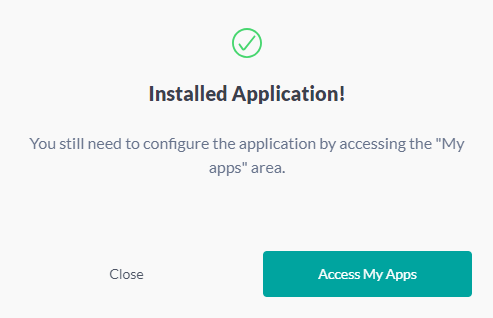 Installed Application!
You still need to configure the application by accessing the "My
apps" area.
Close
Access My Apps